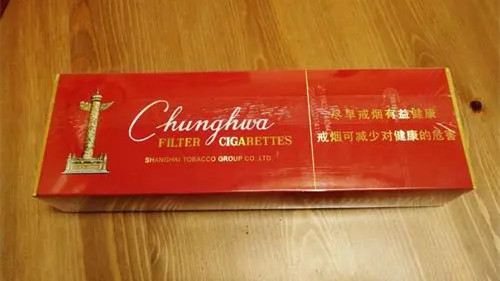 Chunghwa
FILTER CIGARETTES
SHANGHAI TOBACCO GROUP CO.,LTD.
尽早戒烟有益健康
戒烟可减少对健康的危害